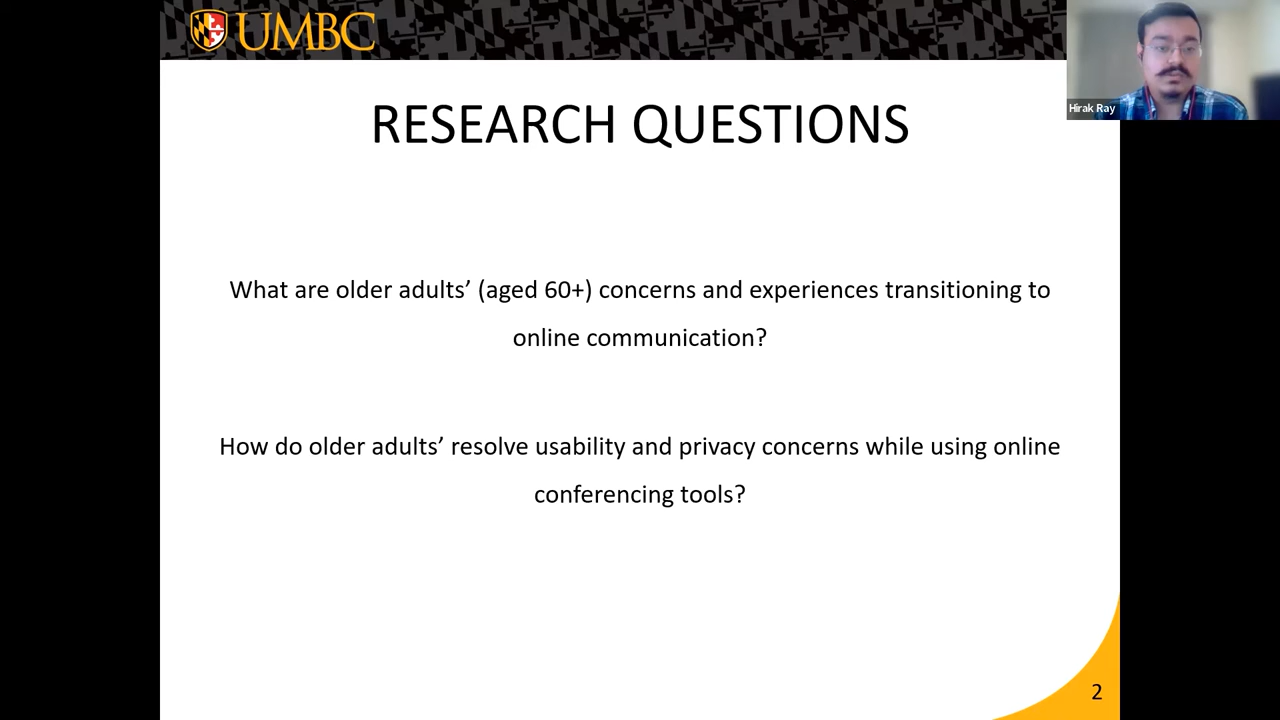 UMBC
Hirak Ray
RESEARCH QUESTIONS
What are older adults’ (aged 60+) concerns and experiences transitioning to
online communication?
How do older adults’ resolve usability and privacy concerns while using online
conferencing tools?
2